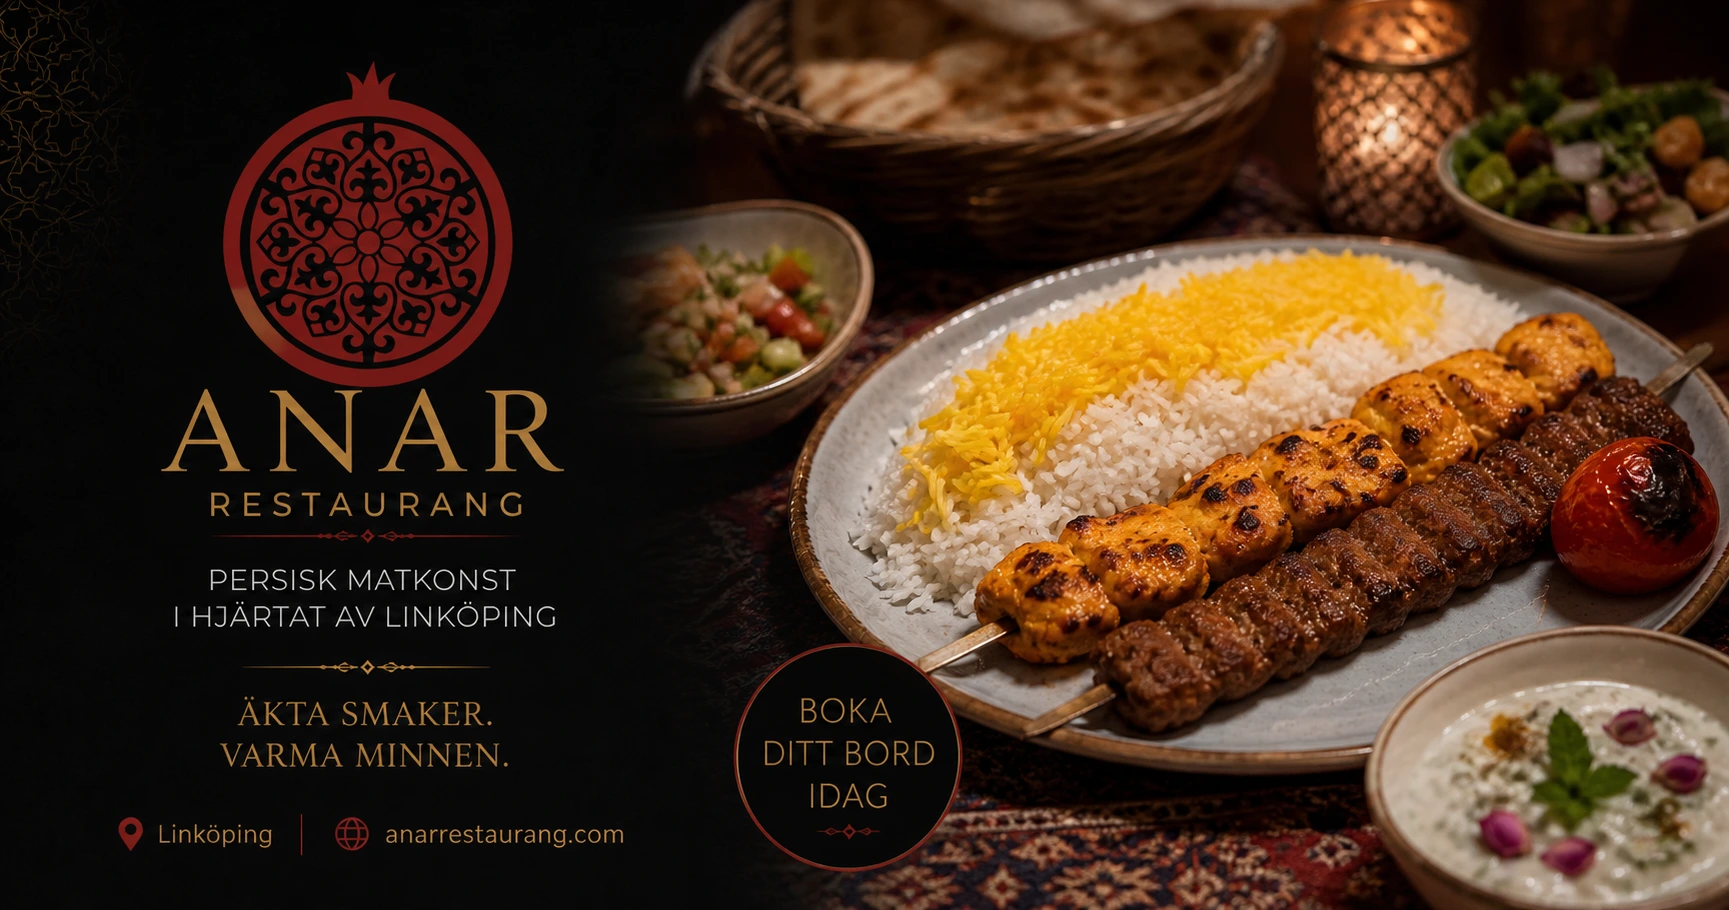 ANAR
RESTAURANG
PERSISK MATKONST
I HJÄRTAT AV LINKÖPING
ÄKTA SMAKER.
VARMA MINNEN.
Linköping
anarrestaurang.com
BOKA
DITT BORD
IDAG